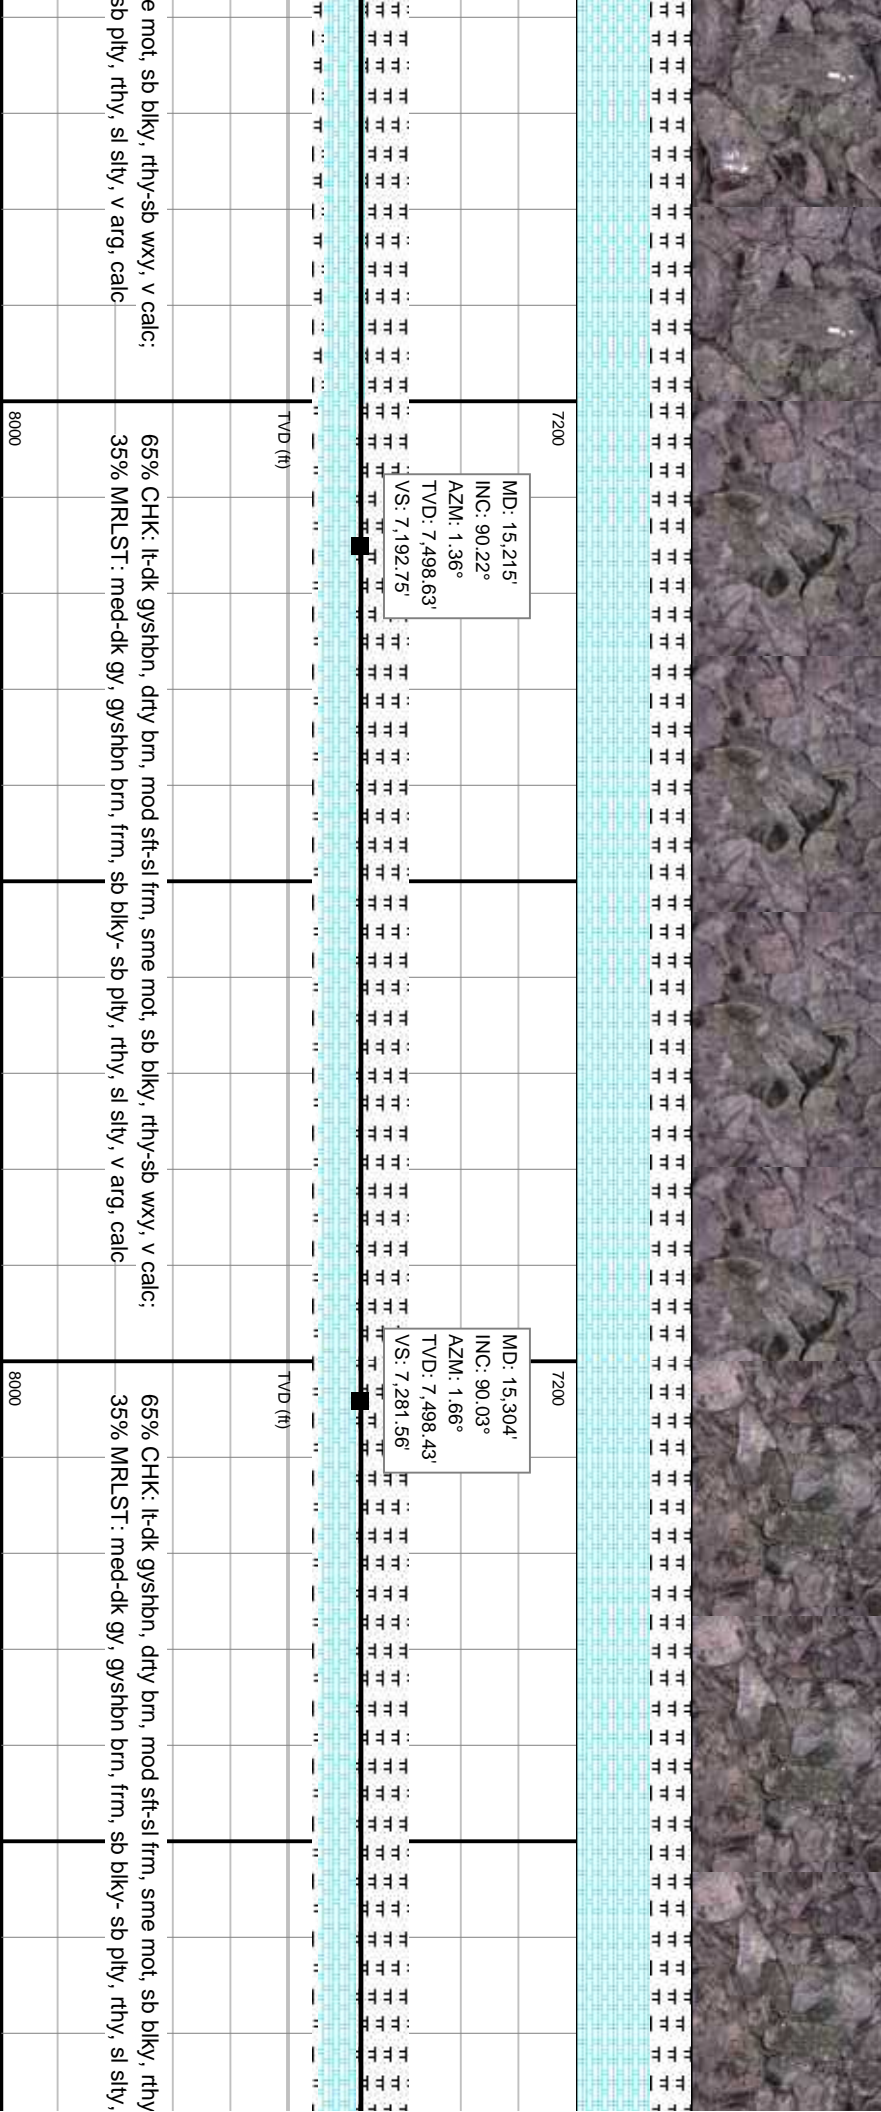 e mot, sb blky, rthy-sb wxy, v calc;
sb plty, rthy, sl slty, v arg, calc
7200
TVD (ft)
8000
MD: 15,215'
INC: 90.22°
AZM: 1.36°
TVD: 7,498.63'
VS: 7,192.75'
65% CHK: lt-dk gyshbn, drty brn, mod sft-sl frm, sme mot, sb blky, rthy-sb wxy, v calc;
35% MRLST: med-dk gy, gyshbn brn, frm, sb blky- sb plty, rthy, sl slty, v arg, calc
7200
TVD (ft)
8000
MD: 15,304'
INC: 90.03°
AZM: 1.66°
TVD: 7,498.43'
VS: 7,281.56'
65% CHK: lt-dk gyshbn, drty brn, mod sft-sl frm, sme mot, sb blky, rthy
35% MRLST: med-dk gy, gyshbn brn, frm, sb blky- sb plty, rthy, sl slty,